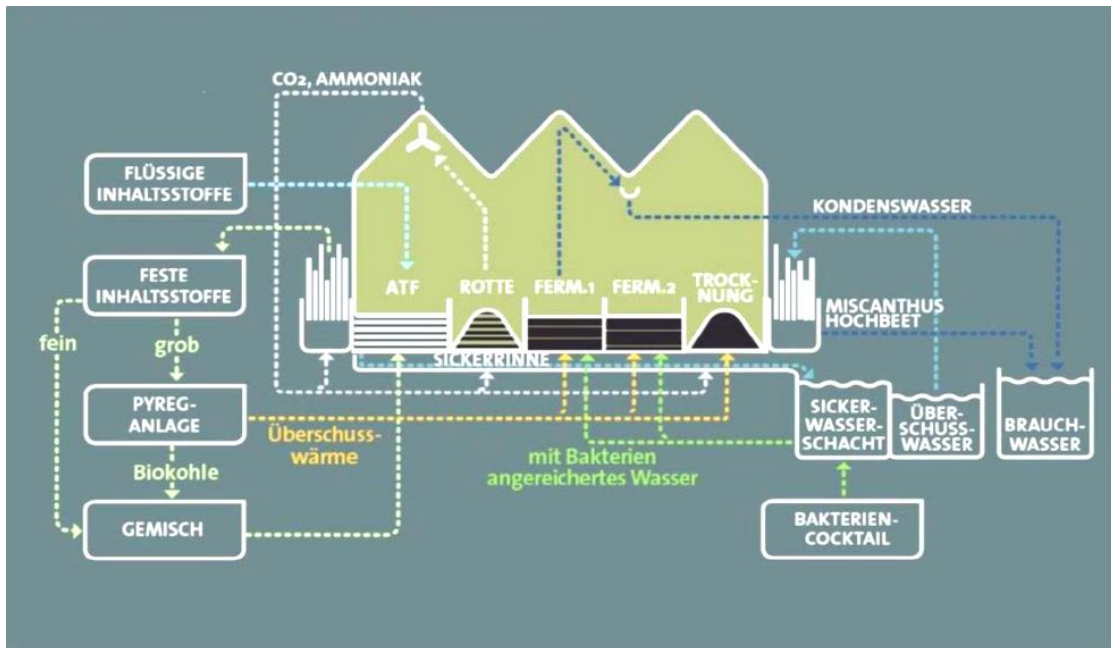 CO2, AMMONIAK
FLÜSSIGE
INHALTSSTOFFE
KONDENSWASSER
FESTE
INHALTSSTOFFE
ATF
ROTTE
FERM.1
FERM.2
TROCK-
NUNG
MISCANTHUS
HOCHBEET
fein
grob
SICKERRINNE
PYREG-
ANLAGE
Überschuss-
wärme
SICKER-
WASSER-
SCHACHT
ÜBER-
SCHUSS-
WASSER
BRAUCH-
WASSER
Biokohle
mit Bakterien
angereichertes Wasser
GEMISCH
BAKTERIEN-
COCKTAIL